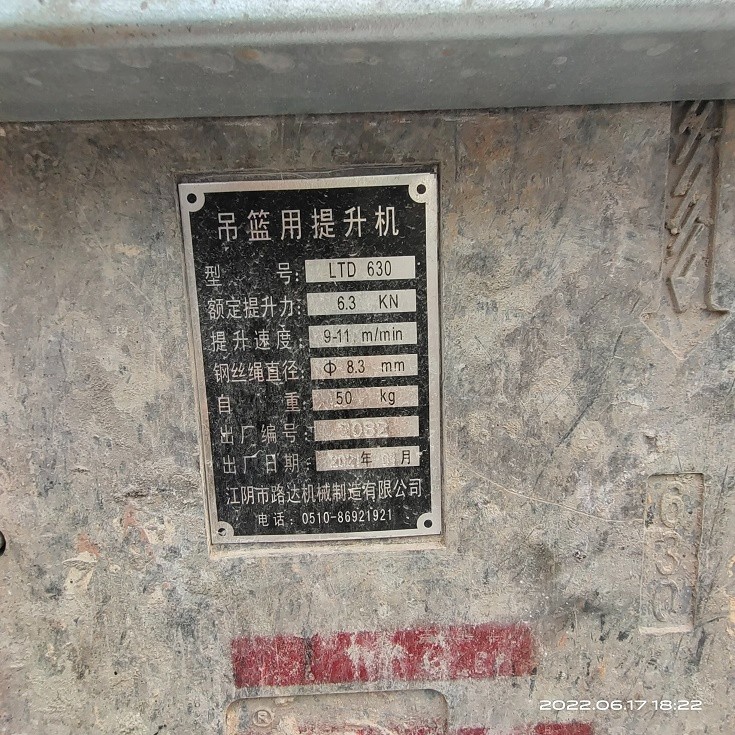 吊篮用提升机
型 号: LTD 630
额定提升力: 6.3 KN
提升速度: 9-11 m/min
钢丝绳直径: Φ 8.3 mm
自 重: 50 kg
出厂编号:
出厂日期: 年 月
江阴市路达机械制造有限公司
电话: 0510-86921921
630
®
2022.06.17 18:22